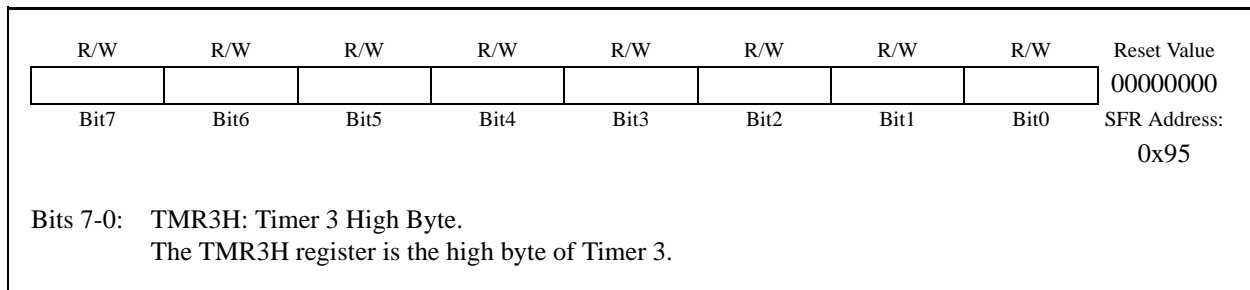 R/W R/W R/W R/W R/W R/W R/W R/W Reset Value
00000000
Bit7 Bit6 Bit5 Bit4 Bit3 Bit2 Bit1 Bit0 SFR Address:
0x95
Bits 7-0: TMR3H: Timer 3 High Byte.
The TMR3H register is the high byte of Timer 3.